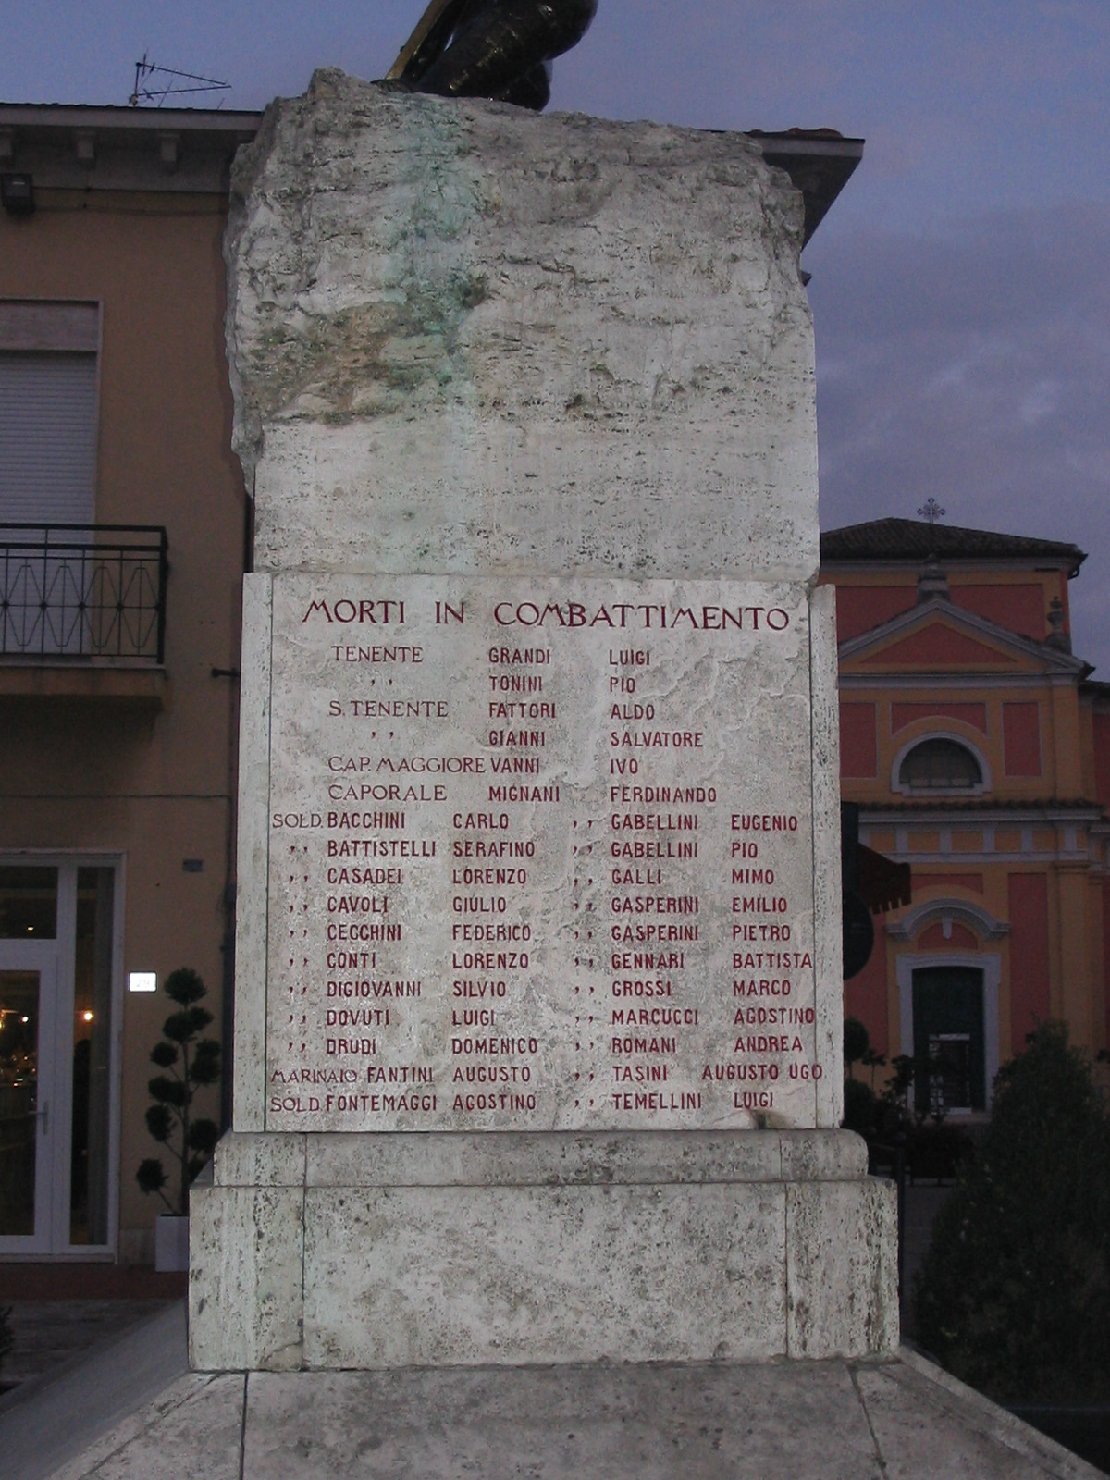 MORTI IN COMBATTIMENTO
TENENTE GRANDI LUIGI
,, TONINI PIO
S.TENENTE FATTORI ALDO
,, GIANNI SALVATORE
CAP.MAGGIORE VANNI IVO
CAPORALE MIGNANI FERDINANDO
SOLD. BACCHINI CARLO ,, GABELLINI EUGENIO
,, BATTISTELLI SERAFINO ,, GABELLINI PIO
,, CASADEI LORENZO ,, GALLI MIMO
,, CAVOLI GIULIO ,, GASPERINI EMILIO
,, CECCHINI FEDERICO ,, GASPERINI PIETRO
,, CONTI LORENZO ,, GENNARI BATTISTA
,, DIGIOVANNI SILVIO ,, GROSSI MARCO
,, DOVUTI LUIGI ,, MARCUCCI AGOSTINO
,, DRUDI DOMENICO ,, ROMANI ANDREA
MARINAIO FANTINI AUGUSTO ,, TASINI AUGUSTO UGO
SOLD. FONTEMAGGI AGOSTINO ,, TEMELLINI LUIGI